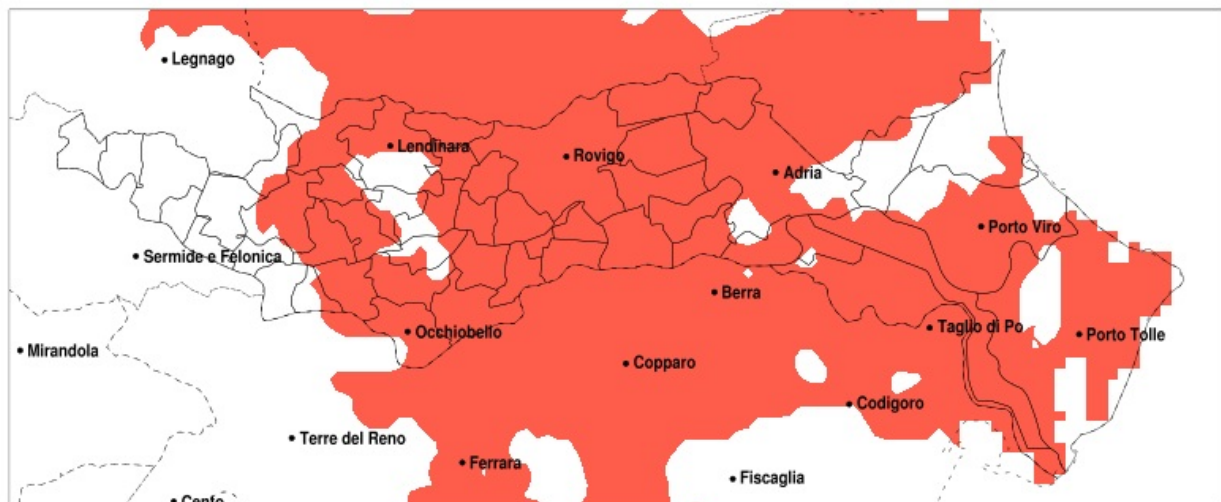 Legnago
Lendinara
Rovigo
Adria
Porto Viro
Sermide e Felonica
Berra
Taglio di Po
Porto Tolle
Occhiobello
Mirandola
Copparo
Codigoro
Terre del Reno
Ferrara
Fiscaglia
Cento